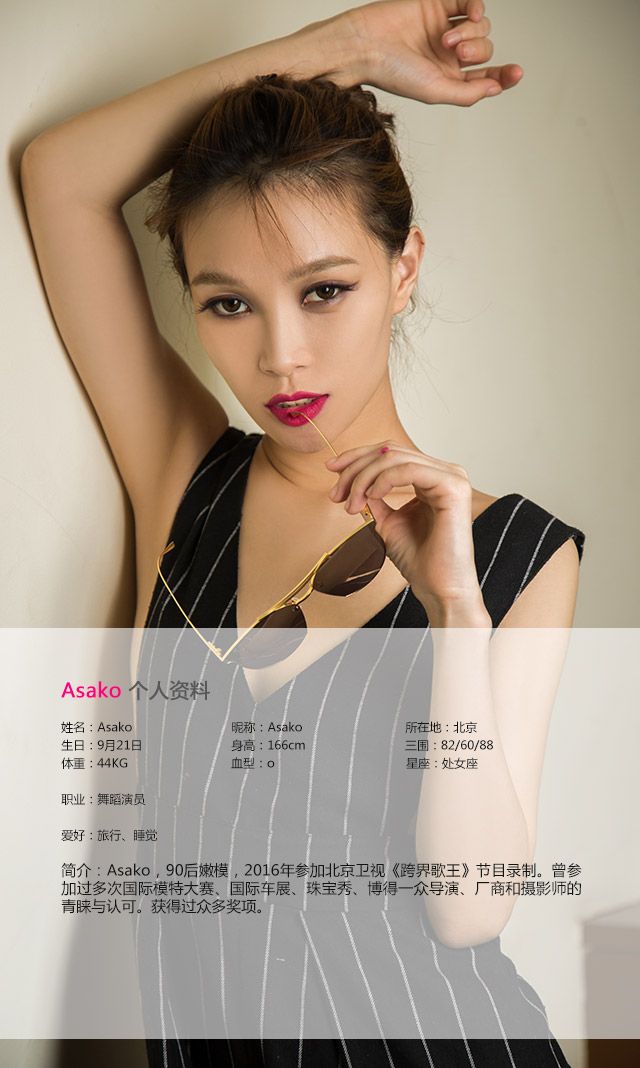 Asako 个人资料
姓名：Asako 昵称：Asako 所在地：北京
生日：9月21日 身高：166cm 三围：82/60/88
体重：44KG 血型：o 星座：处女座
职业：舞蹈演员
爱好：旅行、睡觉
简介：Asako，90后嫩模，2016年参加北京卫视《跨界歌王》节目录制。曾参
加过多次国际模特大赛、国际车展、珠宝秀、博得一众导演、厂商和摄影师的
青睐与认可。获得过众多奖项。